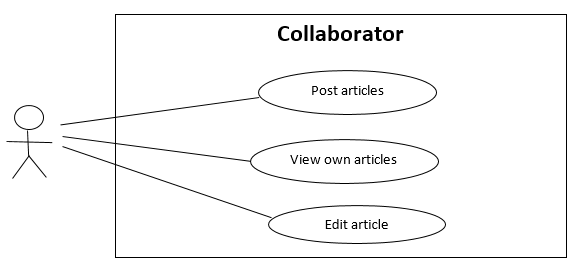 Collaborator
Post articles
View own articles
Edit article